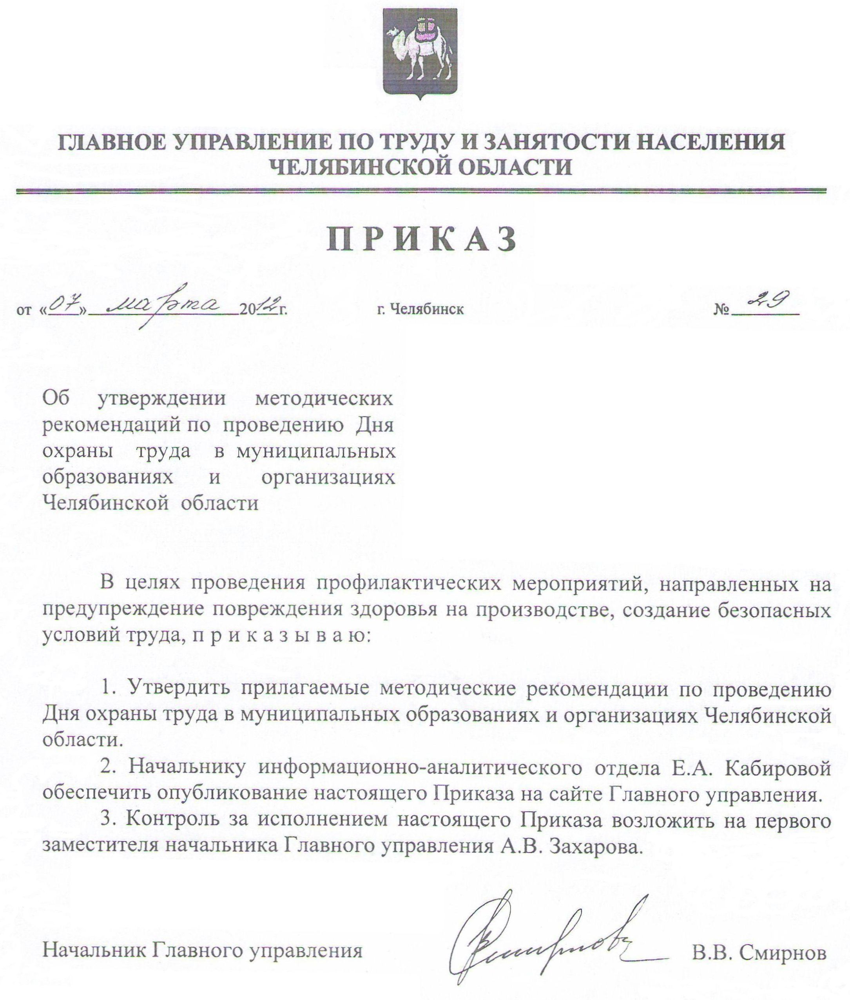 ГЛАВНОЕ УПРАВЛЕНИЕ ПО ТРУДУ И ЗАНЯТОСТИ НАСЕЛЕНИЯ
ЧЕЛЯБИНСКОЙ ОБЛАСТИ
П Р И К А З
от «07» марта 2012г. г. Челябинск № 29
Об утверждении методических
рекомендаций по проведению Дня
охраны труда в муниципальных
образованиях и организациях
Челябинской области
В целях проведения профилактических мероприятий, направленных на
предупреждение повреждения здоровья на производстве, создание безопасных
условий труда, п р и к а з ы в а ю:
1. Утвердить прилагаемые методические рекомендации по проведению
Дня охраны труда в муниципальных образованиях и организациях Челябинской
области.
2. Начальнику информационно-аналитического отдела Е.А. Кабировой
обеспечить опубликование настоящего Приказа на сайте Главного управления.
3. Контроль за исполнением настоящего Приказа возложить на первого
заместителя начальника Главного управления А.В. Захарова.
Начальник Главного управления В.В. Смирнов